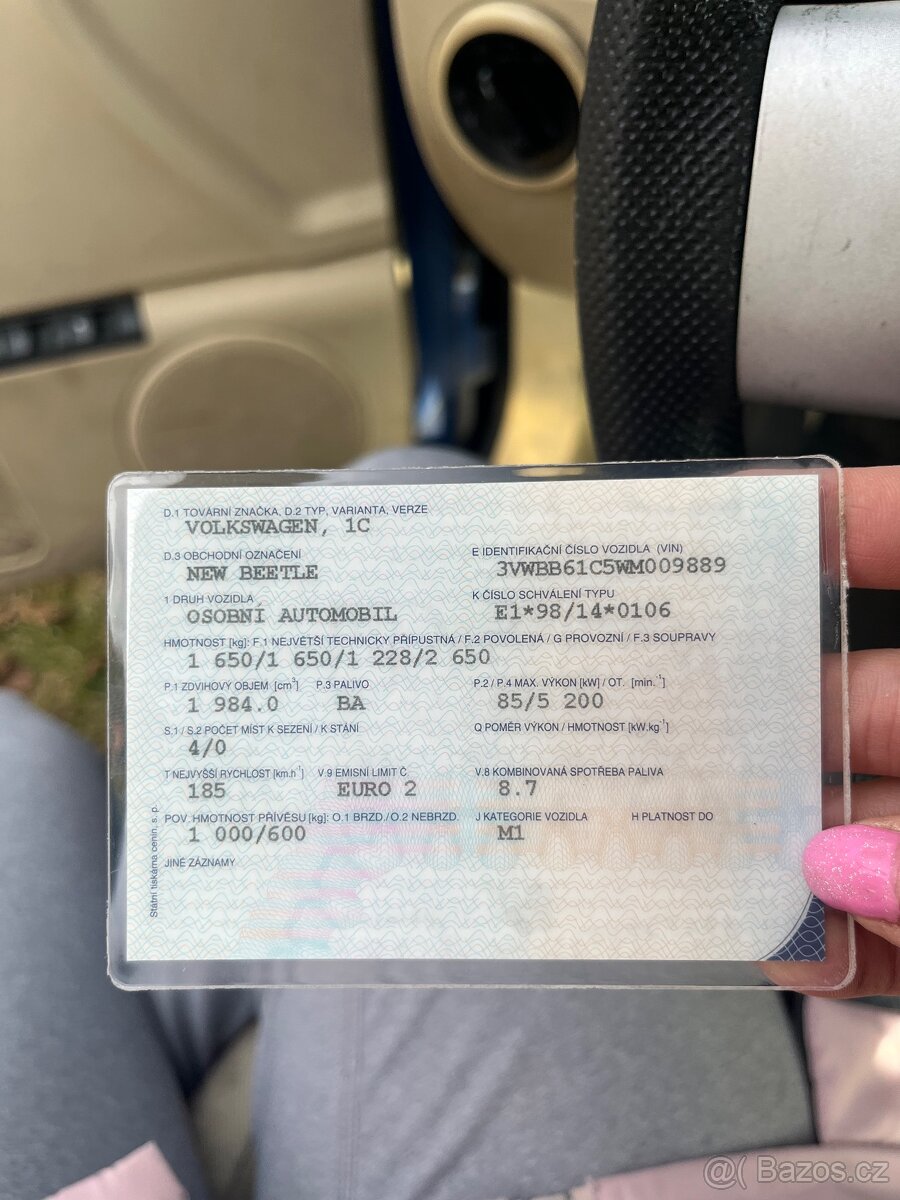 D.1 TOVÁRNÍ ZNAČKA, D.2 TYP, VARIANTA, VERZE
VOLKSWAGEN, 1C
D.3 OBCHODNÍ OZNAČENÍ E IDENTIFIKAČNÍ ČÍSLO VOZIDLA (VIN)
NEW BEETLE 3VWBB61C5WM009889
1 DRUH VOZIDLA K ČÍSLO SCHVÁLENÍ TYPU
OSOBNÍ AUTOMOBIL E1*98/14*0106
HMOTNOST [kg]: F.1 NEJVĚTŠÍ TECHNICKY PŘÍPUSTNÁ / F.2 POVOLENÁ / G PROVOZNÍ / F.3 SOUPRAVY
1 650/1 650/1 228/2 650
P.1 ZDVIHOVÝ OBJEM [cm³] P.3 PALIVO P.2 / P.4 MAX. VÝKON [kW] / OT. [min.⁻¹]
1 984.0 BA 85/5 200
S.1 / S.2 POČET MÍST K SEZENÍ / K STÁNÍ Q POMĚR VÝKON / HMOTNOST [kW.kg⁻¹]
4/0
T NEJVYŠŠÍ RYCHLOST [km.h⁻¹] V.9 EMISNÍ LIMIT Č V.8 KOMBINOVANÁ SPOTŘEBA PALIVA
185 EURO 2 8.7
POV. HMOTNOST PŘÍVĚSU [kg]: O.1 BRZD./O.2 NEBRZD. J KATEGORIE VOZIDLA H PLATNOST DO
1 000/600 M1
JINÉ ZÁZNAMY
Státní tiskárna cenin, s. p.
@( Bazos.cz